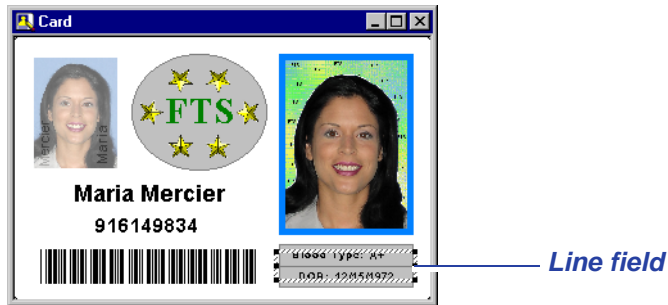 Card
FTS
Mercier
Maria
Maria Mercier
916149834
Blood Type: A+
DOB: 12/15/1972
Line field